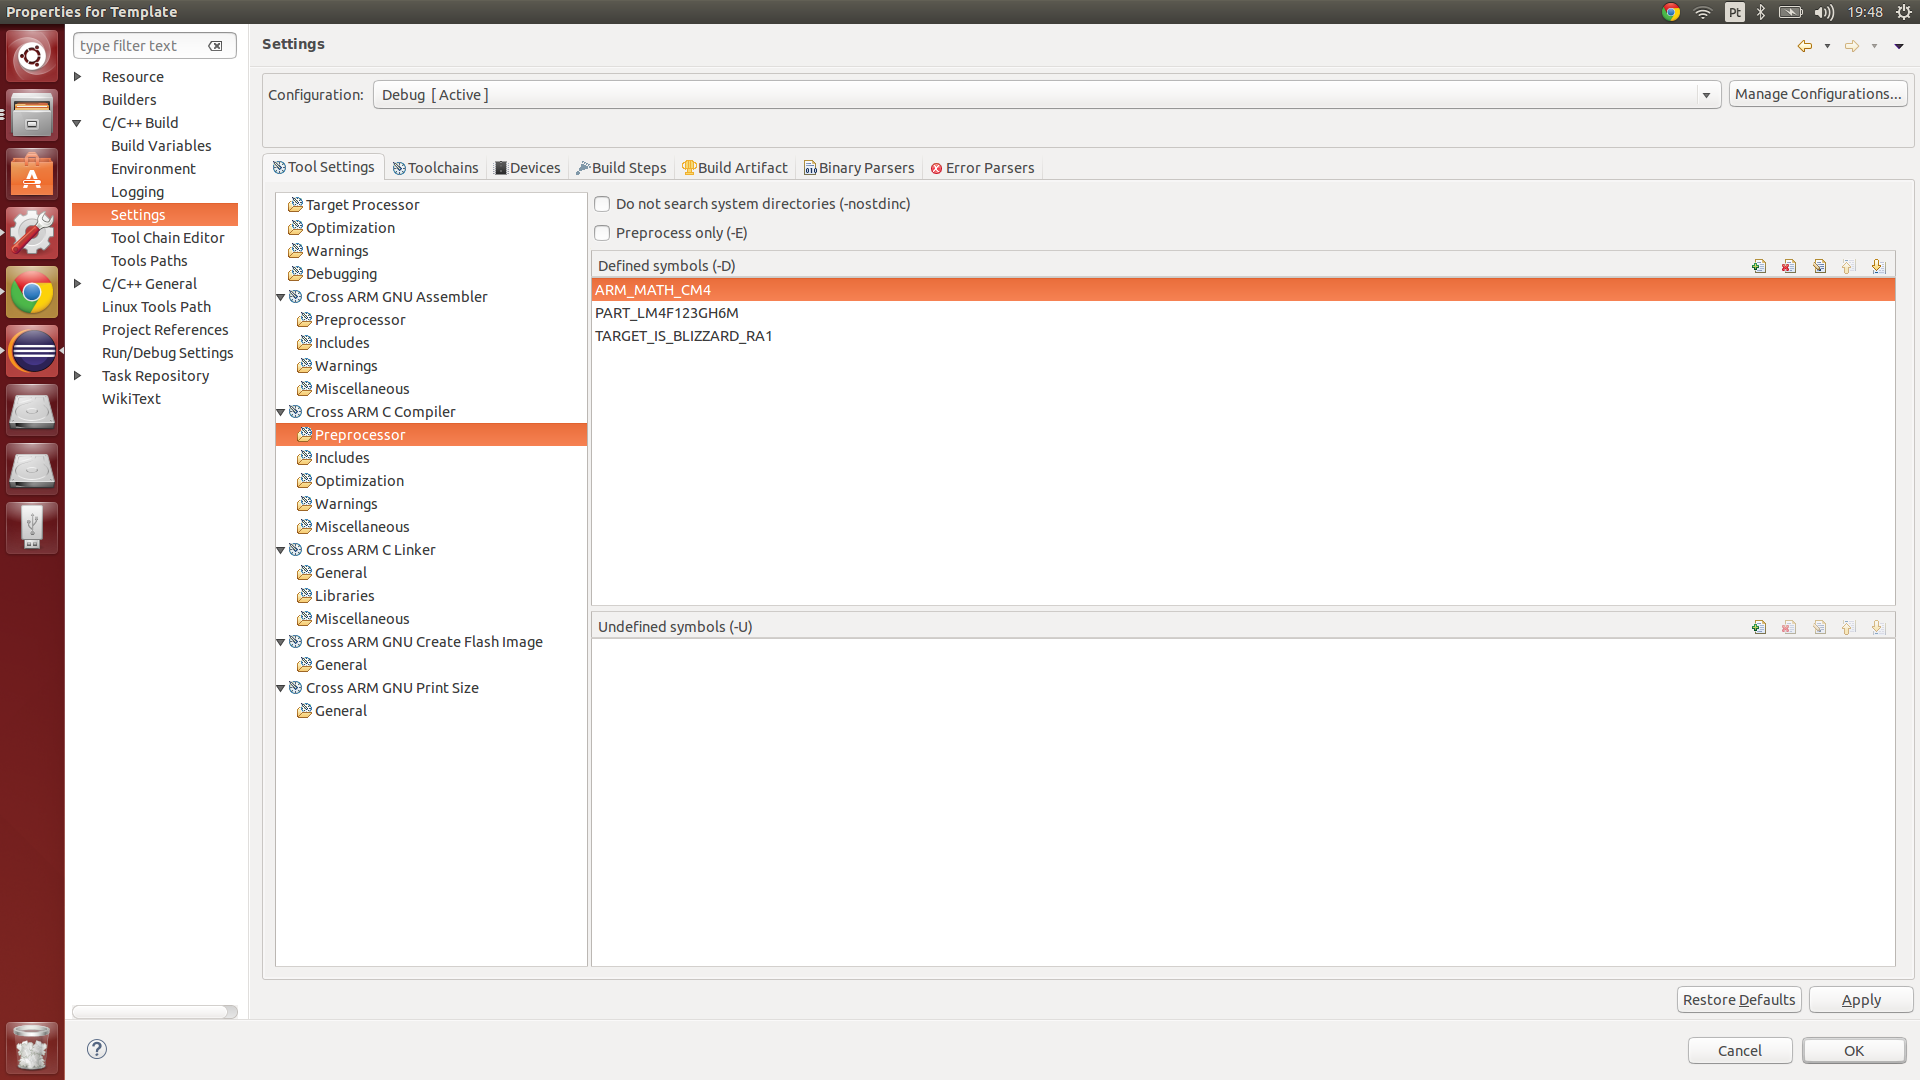 Properties for Template
Pt
19:48
type filter text
Resource
Builders
C/C++ Build
Build Variables
Environment
Logging
Settings
Tool Chain Editor
Tools Paths
C/C++ General
Linux Tools Path
Project References
Run/Debug Settings
Task Repository
WikiText
Settings
Configuration:
Debug [ Active ]
Manage Configurations...
Tool Settings
Toolchains
Devices
Build Steps
Build Artifact
Binary Parsers
Error Parsers
Target Processor
Optimization
Warnings
Debugging
Cross ARM GNU Assembler
Preprocessor
Includes
Warnings
Miscellaneous
Cross ARM C Compiler
Preprocessor
Includes
Optimization
Warnings
Miscellaneous
Cross ARM C Linker
General
Libraries
Miscellaneous
Cross ARM GNU Create Flash Image
General
Cross ARM GNU Print Size
General
Do not search system directories (-nostdinc)
Preprocess only (-E)
Defined symbols (-D)
ARM_MATH_CM4
PART_LM4F123GH6M
TARGET_IS_BLIZZARD_RA1
Undefined symbols (-U)
Restore Defaults
Apply
?
Cancel
OK